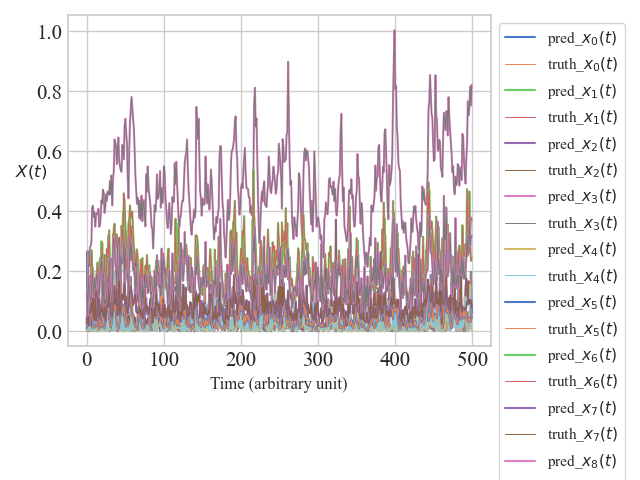 1.0
0.8
0.6
0.4
0.2
0.0
X(t)
0
100
200
300
400
500
Time (arbitrary unit)
pred_x₀(t)
truth_x₀(t)
pred_x₁(t)
truth_x₁(t)
pred_x₂(t)
truth_x₂(t)
pred_x₃(t)
truth_x₃(t)
pred_x₄(t)
truth_x₄(t)
pred_x₅(t)
truth_x₅(t)
pred_x₆(t)
truth_x₆(t)
pred_x₇(t)
truth_x₇(t)
pred_x₈(t)